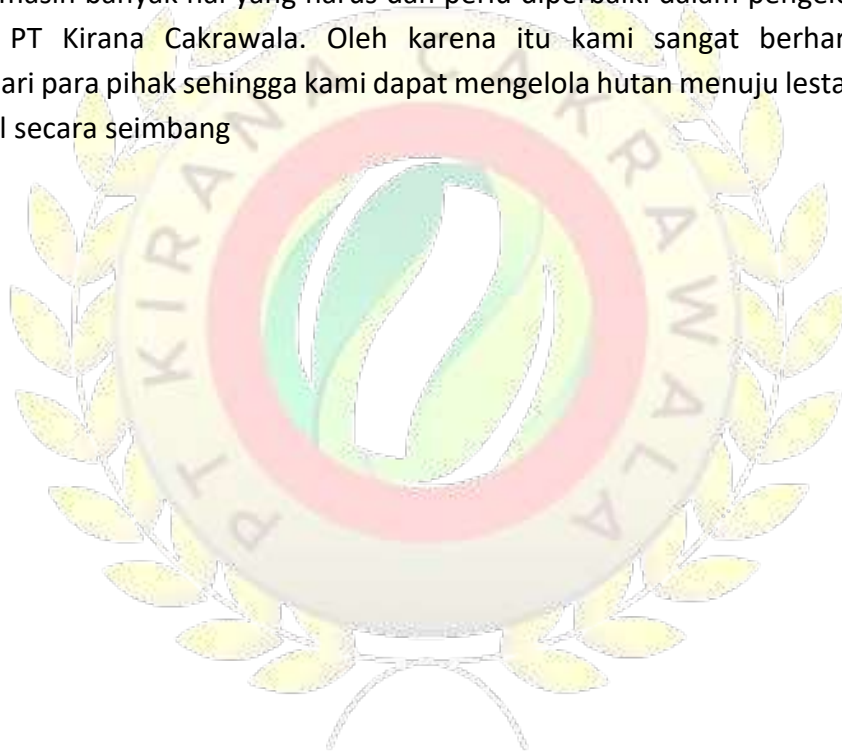 masih banyak hal yang harus dan perlu diperbaiki dalam
PT Kirana Cakrawala. Oleh karena itu kami sangat
para pihak sehingga kami dapat mengelola hutan menuju
secara seimbang
PT KIRANA CAKRAWALA